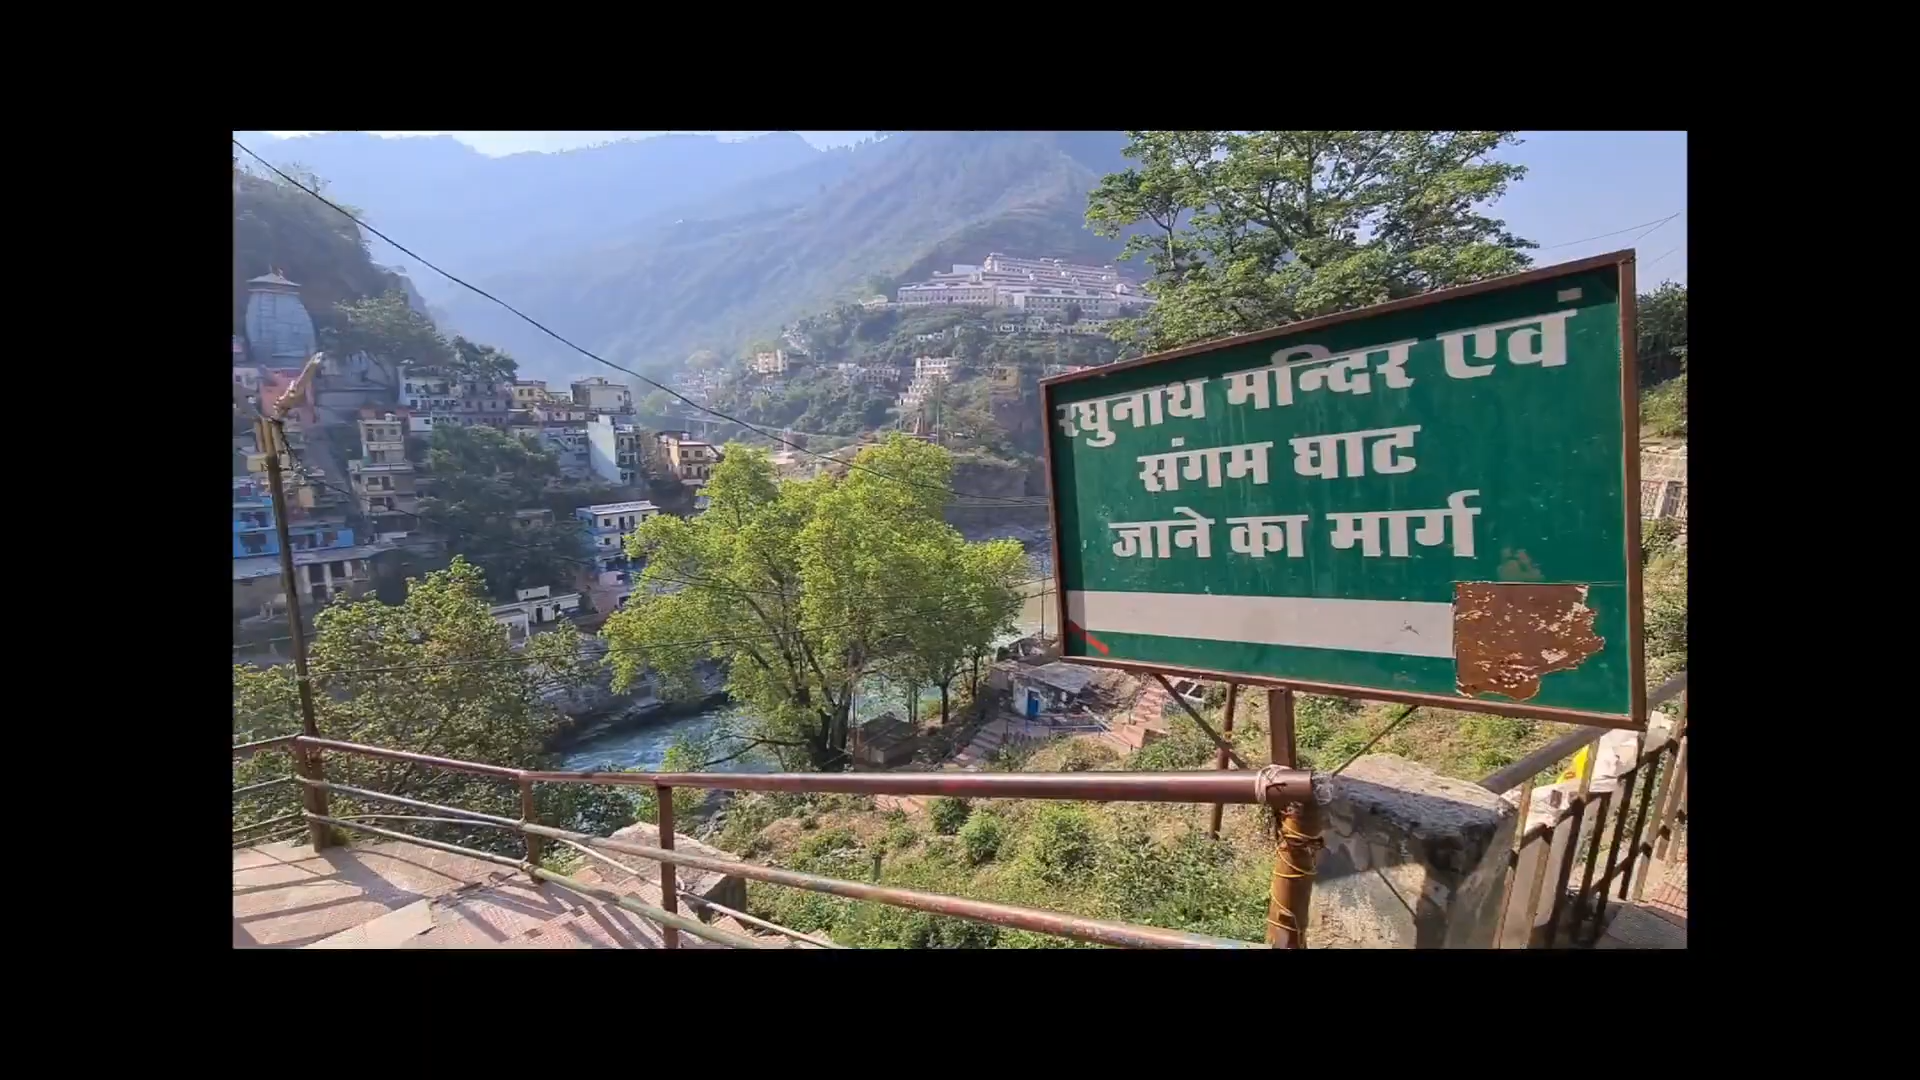 रघुनाथ मन्दिर एवं
संगम घाट
जाने का मार्ग